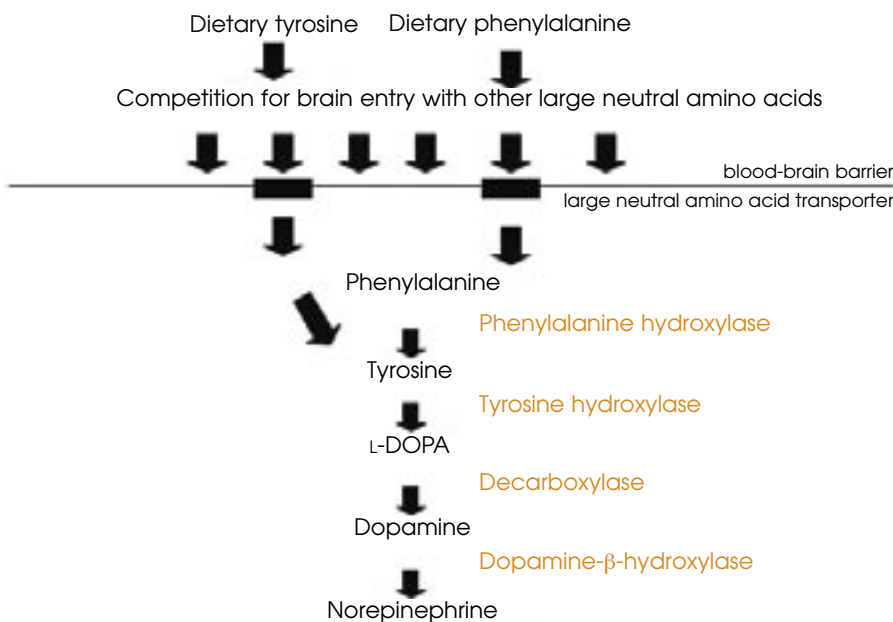 Dietary tyrosine Dietary phenylalanine
Competition for brain entry with other large neutral amino acids
blood-brain barrier
large neutral amino acid transporter
Phenylalanine
Phenylalanine hydroxylase
Tyrosine
Tyrosine hydroxylase
L-DOPA
Decarboxylase
Dopamine
Dopamine-β-hydroxylase
Norepinephrine